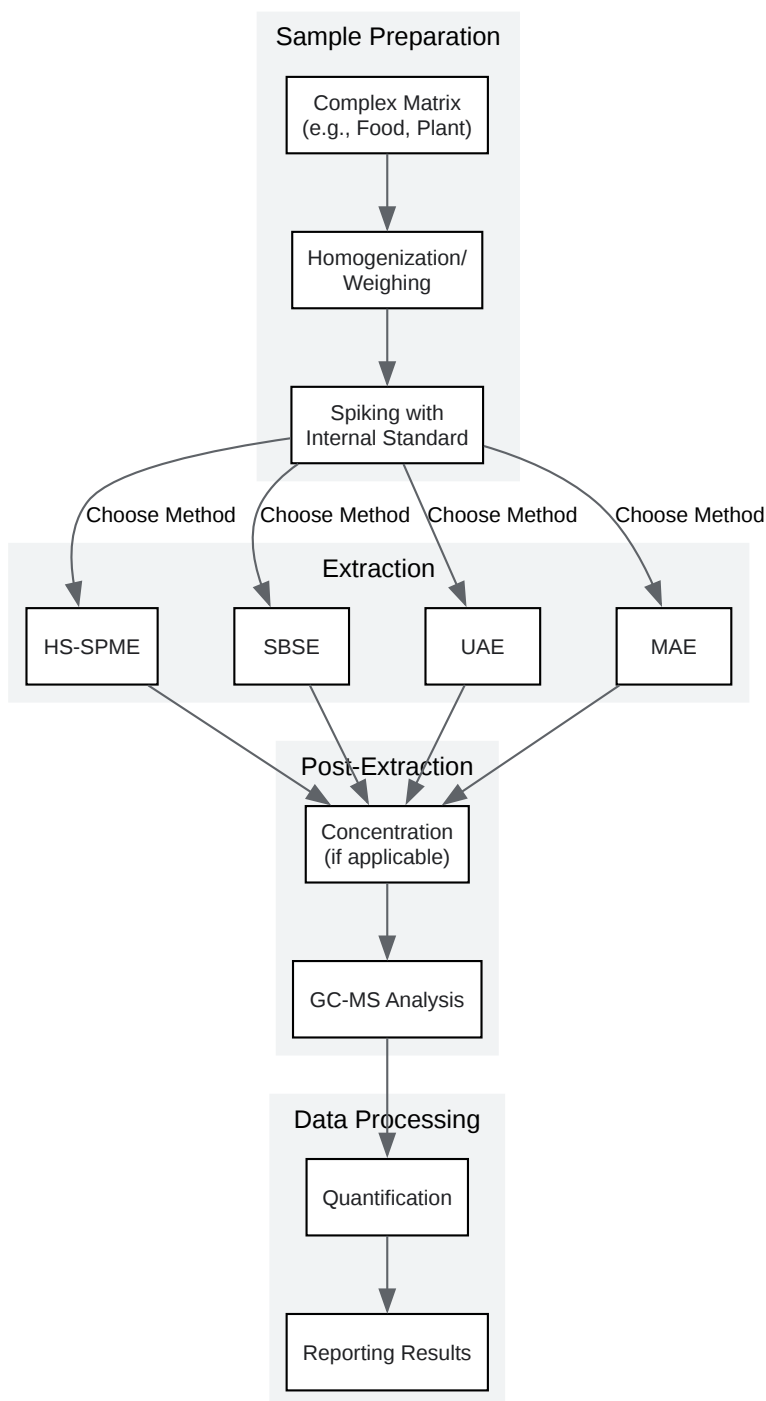 Sample Preparation
Complex Matrix
(e.g., Food, Plant)
Homogenization/
Weighing
Spiking with
Internal Standard
Choose Method
Choose Method
Choose Method
Choose Method
Extraction
HS-SPME
SBSE
UAE
MAE
Post-Extraction
Concentration
(if applicable)
GC-MS Analysis
Data Processing
Quantification
Reporting Results